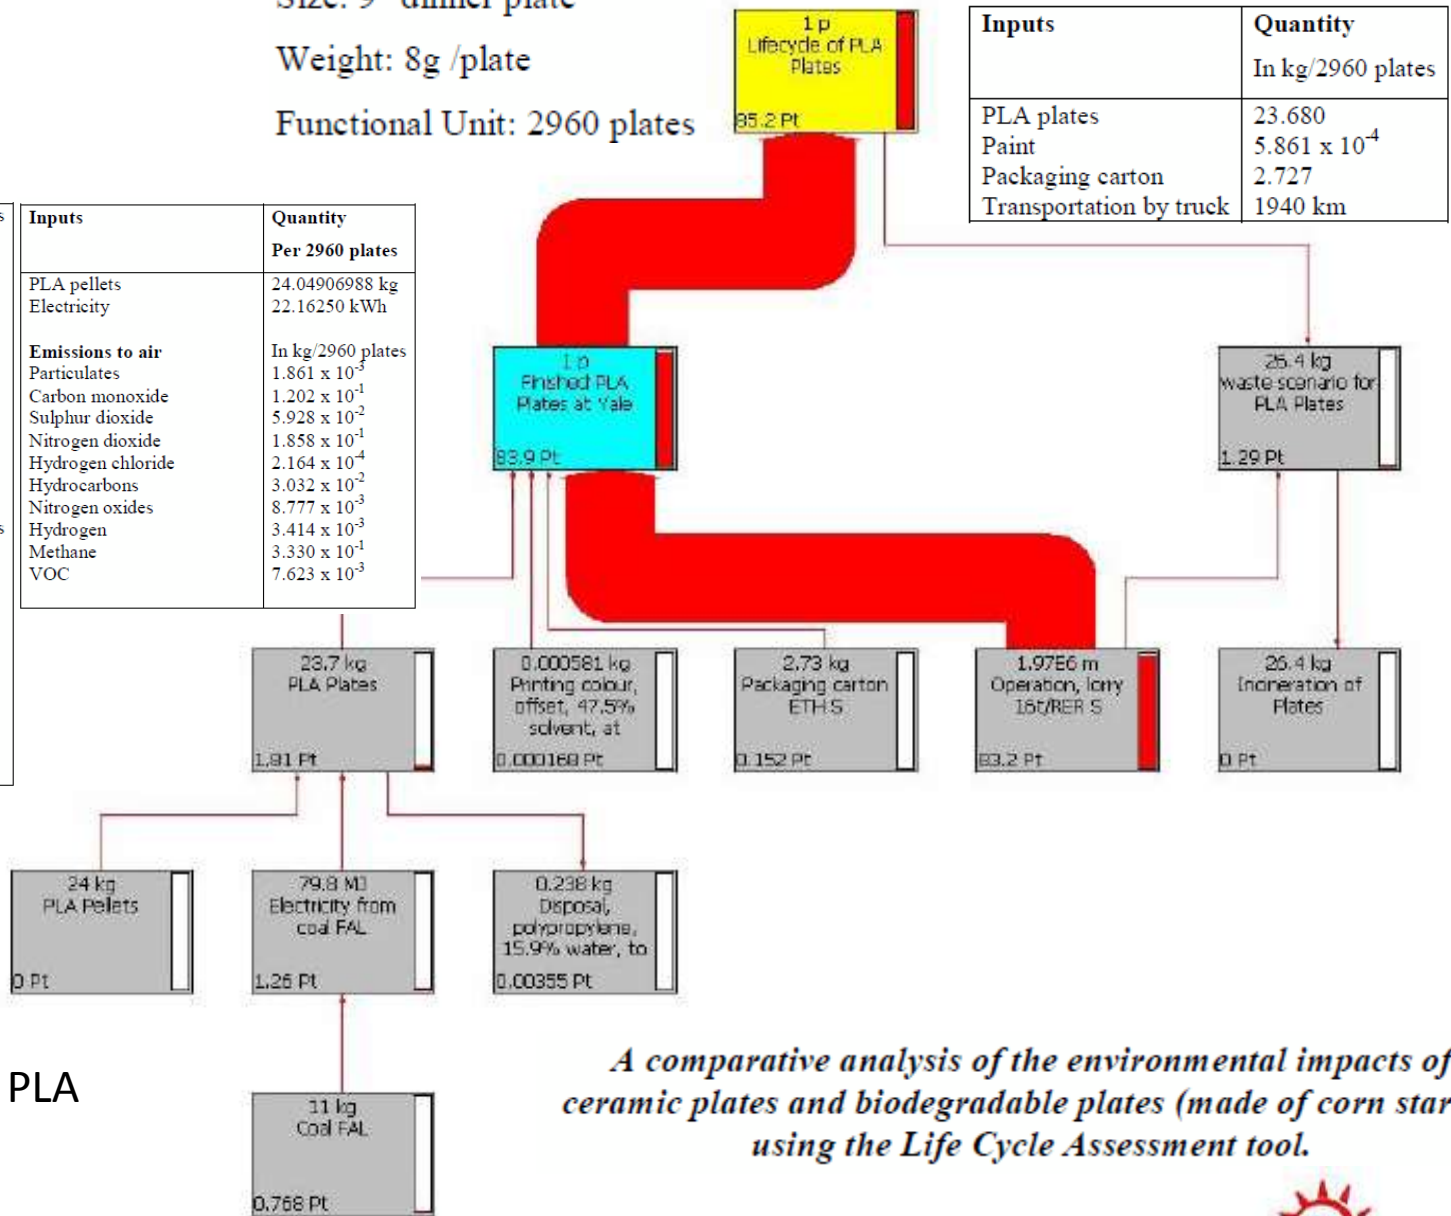 Size: 9" dinner plate
Weight: 8g /plate
Functional Unit: 2960 plates
1 p
Lifecycle of PLA
Plates
85.2 Pt
Inputs Quantity
In kg/2960 plates
PLA plates 23.680
Paint 5.861 x 10-4
Packaging carton 2.727
Transportation by truck 1940 km
s
s
Inputs Quantity
Per 2960 plates
PLA pellets 24.04906988 kg
Electricity 22.16250 kWh
Emissions to air In kg/2960 plates
Particulates 1.861 x 10-3
Carbon monoxide 1.202 x 10-1
Sulphur dioxide 5.928 x 10-2
Nitrogen dioxide 1.858 x 10-1
Hydrogen chloride 2.164 x 10-4
Hydrocarbons 3.032 x 10-2
Nitrogen oxides 8.777 x 10-3
Hydrogen 3.414 x 10-3
Methane 3.330 x 10-1
VOC 7.623 x 10-3
1 p
Finished PLA
Plates at Yale
83.9 Pt
26.4 kg
waste scenario for
PLA Plates
1.29 Pt
23.7 kg
PLA Plates
1.81 Pt
0.000581 kg
Printing colour,
offset, 47.5%
solvent, at
0.000168 Pt
2.73 kg
Packaging carton
ETH S
0.152 Pt
1.97E6 m
Operation, lorry
16t/RER S
83.2 Pt
26.4 kg
Incineration of
Plates
0 Pt
24 kg
PLA Pellets
0 Pt
79.8 MJ
Electricity from
coal FAL
1.26 Pt
0.238 kg
Disposal,
polypropylene,
15.9% water, to
0.00355 Pt
11 kg
Coal FAL
0.768 Pt
PLA
A comparative analysis of the environmental impacts of
ceramic plates and biodegradable plates (made of corn star
using the Life Cycle Assessment tool.